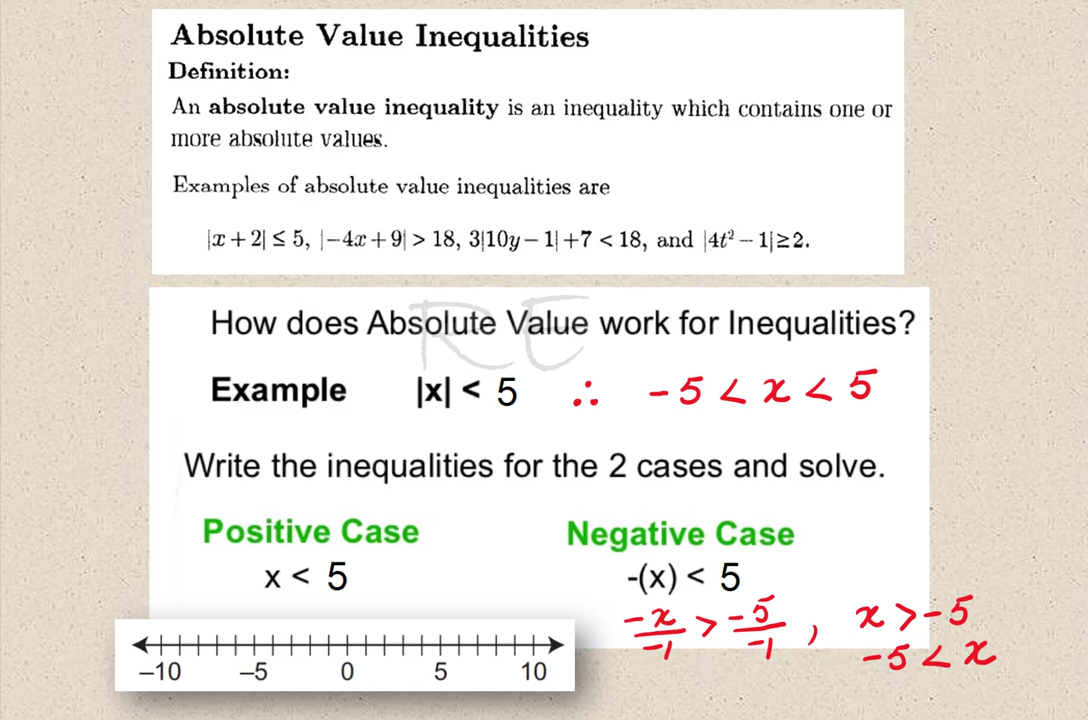 Absolute Value Inequalities
Definition:
An absolute value inequality is an inequality which contains one or
more absolute values.
Examples of absolute value inequalities are
|x + 2| ≤ 5, |−4x + 9| > 18, 3|10y − 1| + 7 < 18, and |4t² − 1| ≥ 2.
RE
How does Absolute Value work for Inequalities?
Example |x| < 5 ∴ -5 < x < 5
Write the inequalities for the 2 cases and solve.
Positive Case Negative Case
x < 5 -(x) < 5
-x/-1 > -5/-1 , x > -5
-5 < x
−10 −5 0 5 10